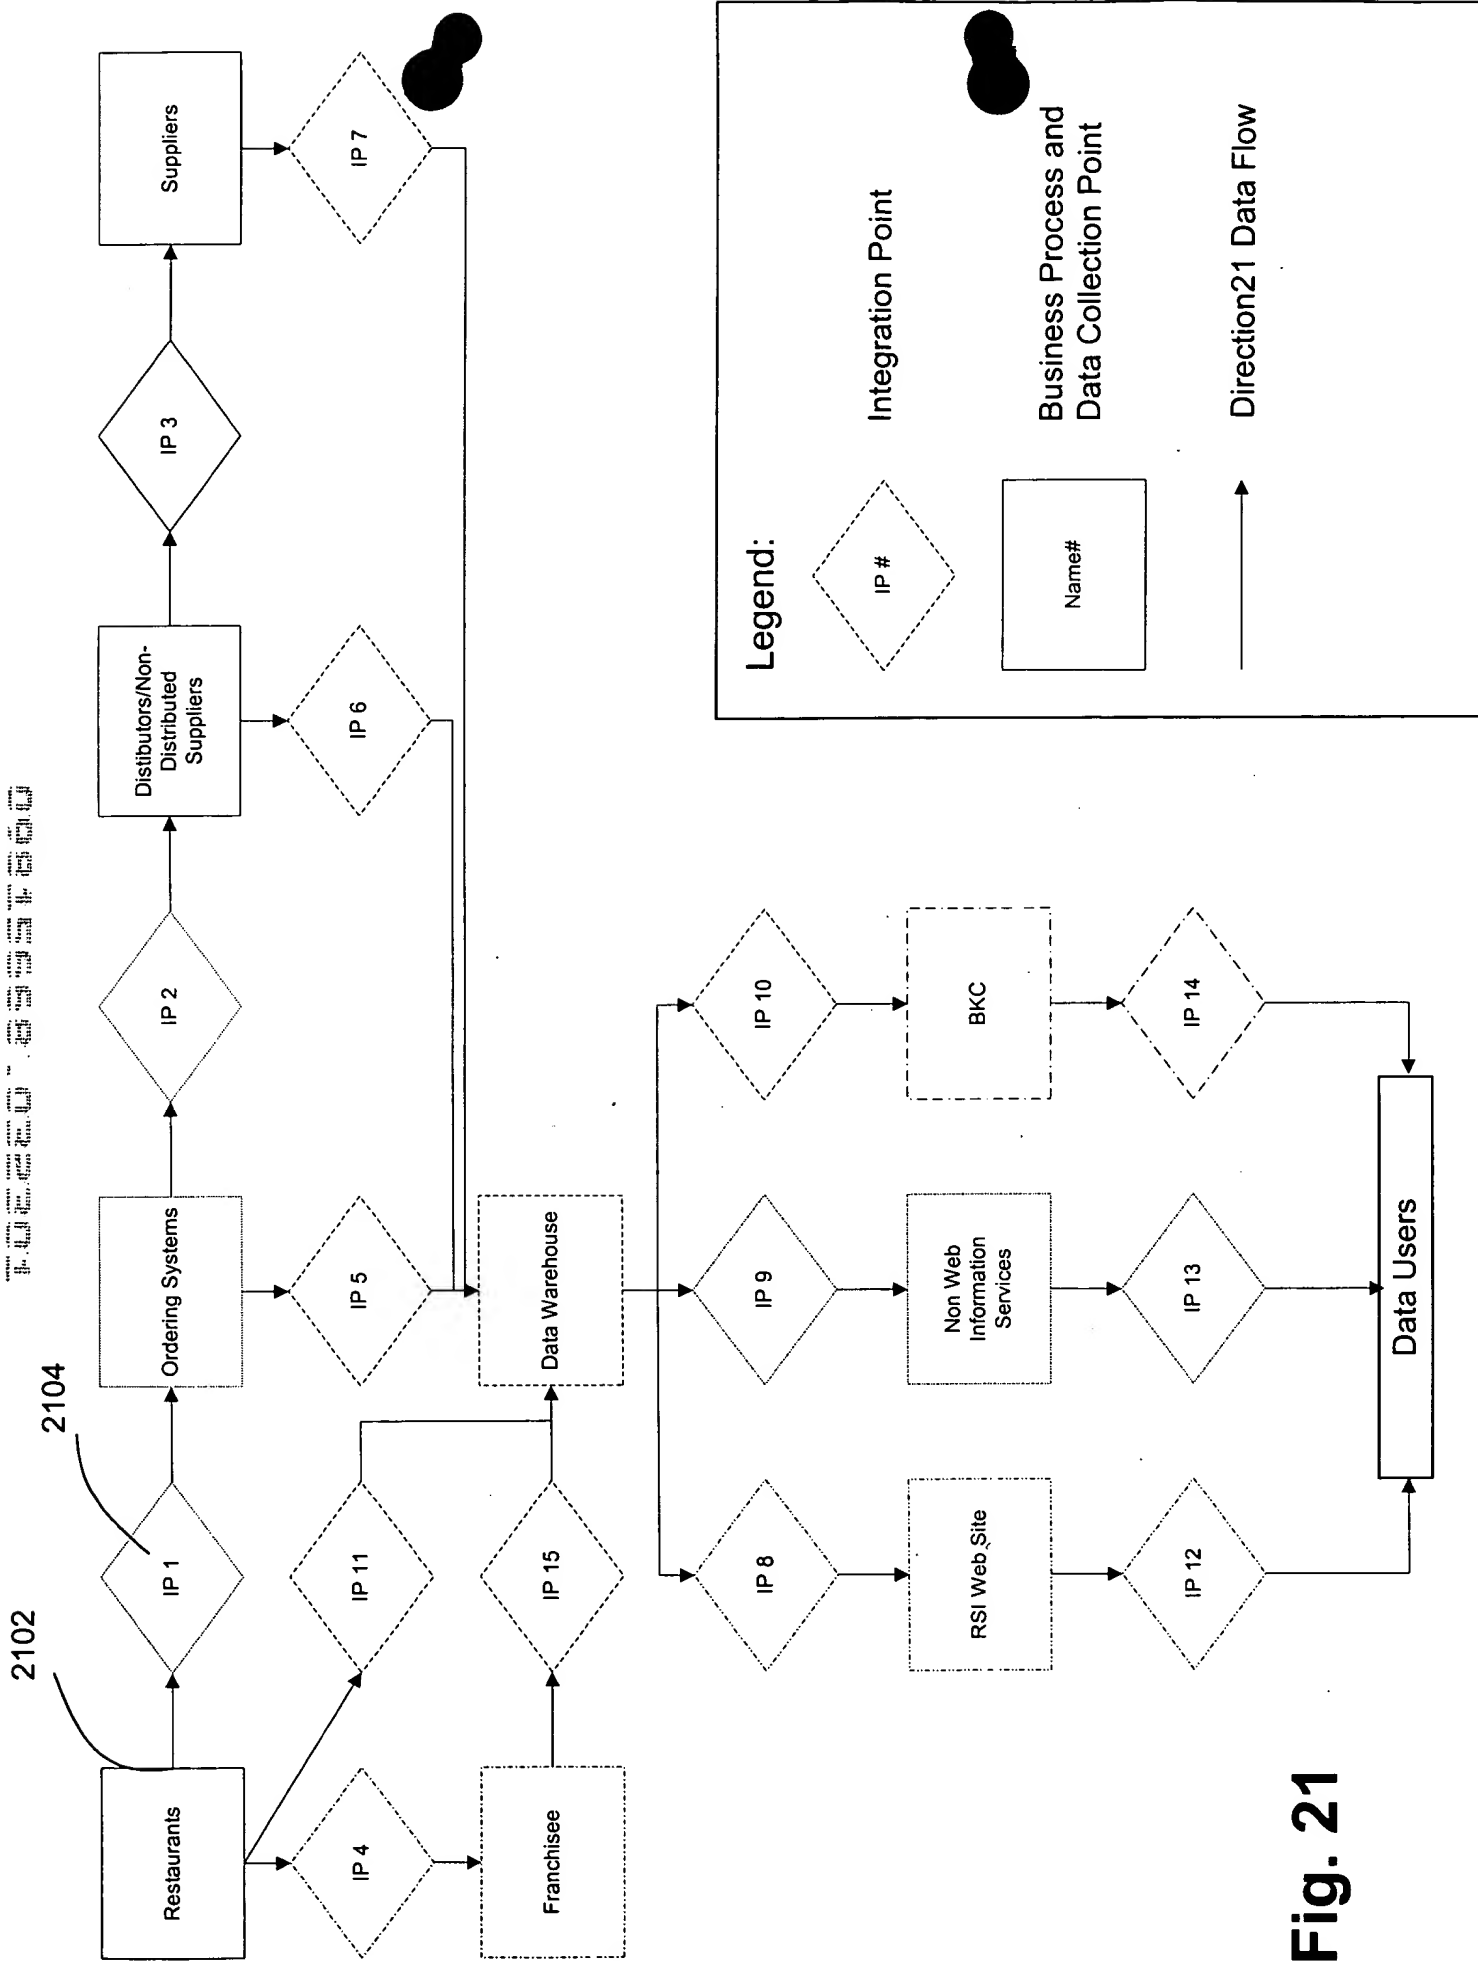 2102
2104
Restaurants
IP 1
Ordering Systems
IP 2
Distibutors/Non-
Distributed
Suppliers
IP 3
Suppliers
IP 4
IP 11
IP 5
IP 6
IP 7
Franchisee
IP 15
Data Warehouse
IP 8
IP 9
IP 10
RSI Web Site
Non Web
Information
Services
BKC
IP 12
IP 13
IP 14
Data Users
Legend:
IP #
Integration Point
Name#
Business Process and
Data Collection Point
Direction21 Data Flow
Fig. 21